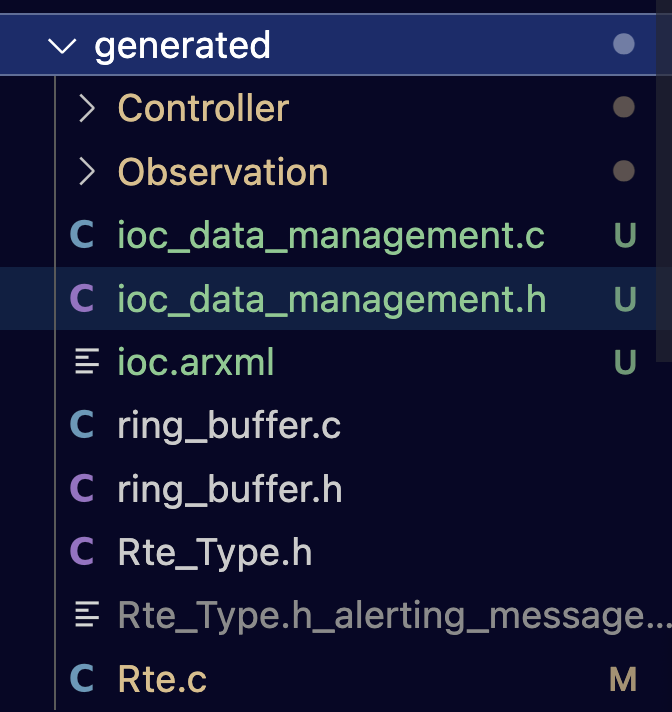 generated
Controller
Observation
C ioc_data_management.c U
C ioc_data_management.h U
ioc.arxml U
C ring_buffer.c
C ring_buffer.h
C Rte_Type.h
Rte_Type.h_alerting_message...
C Rte.c M